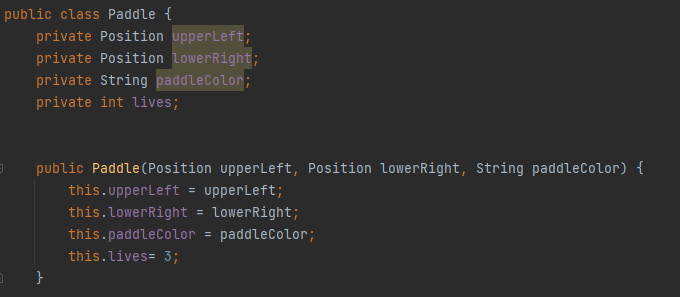 public class Paddle {
private Position upperLeft;
private Position lowerRight;
private String paddleColor;
private int lives;
public Paddle(Position upperLeft, Position lowerRight, String paddleColor) {
this.upperLeft = upperLeft;
this.lowerRight = lowerRight;
this.paddleColor = paddleColor;
this.lives= 3;
}